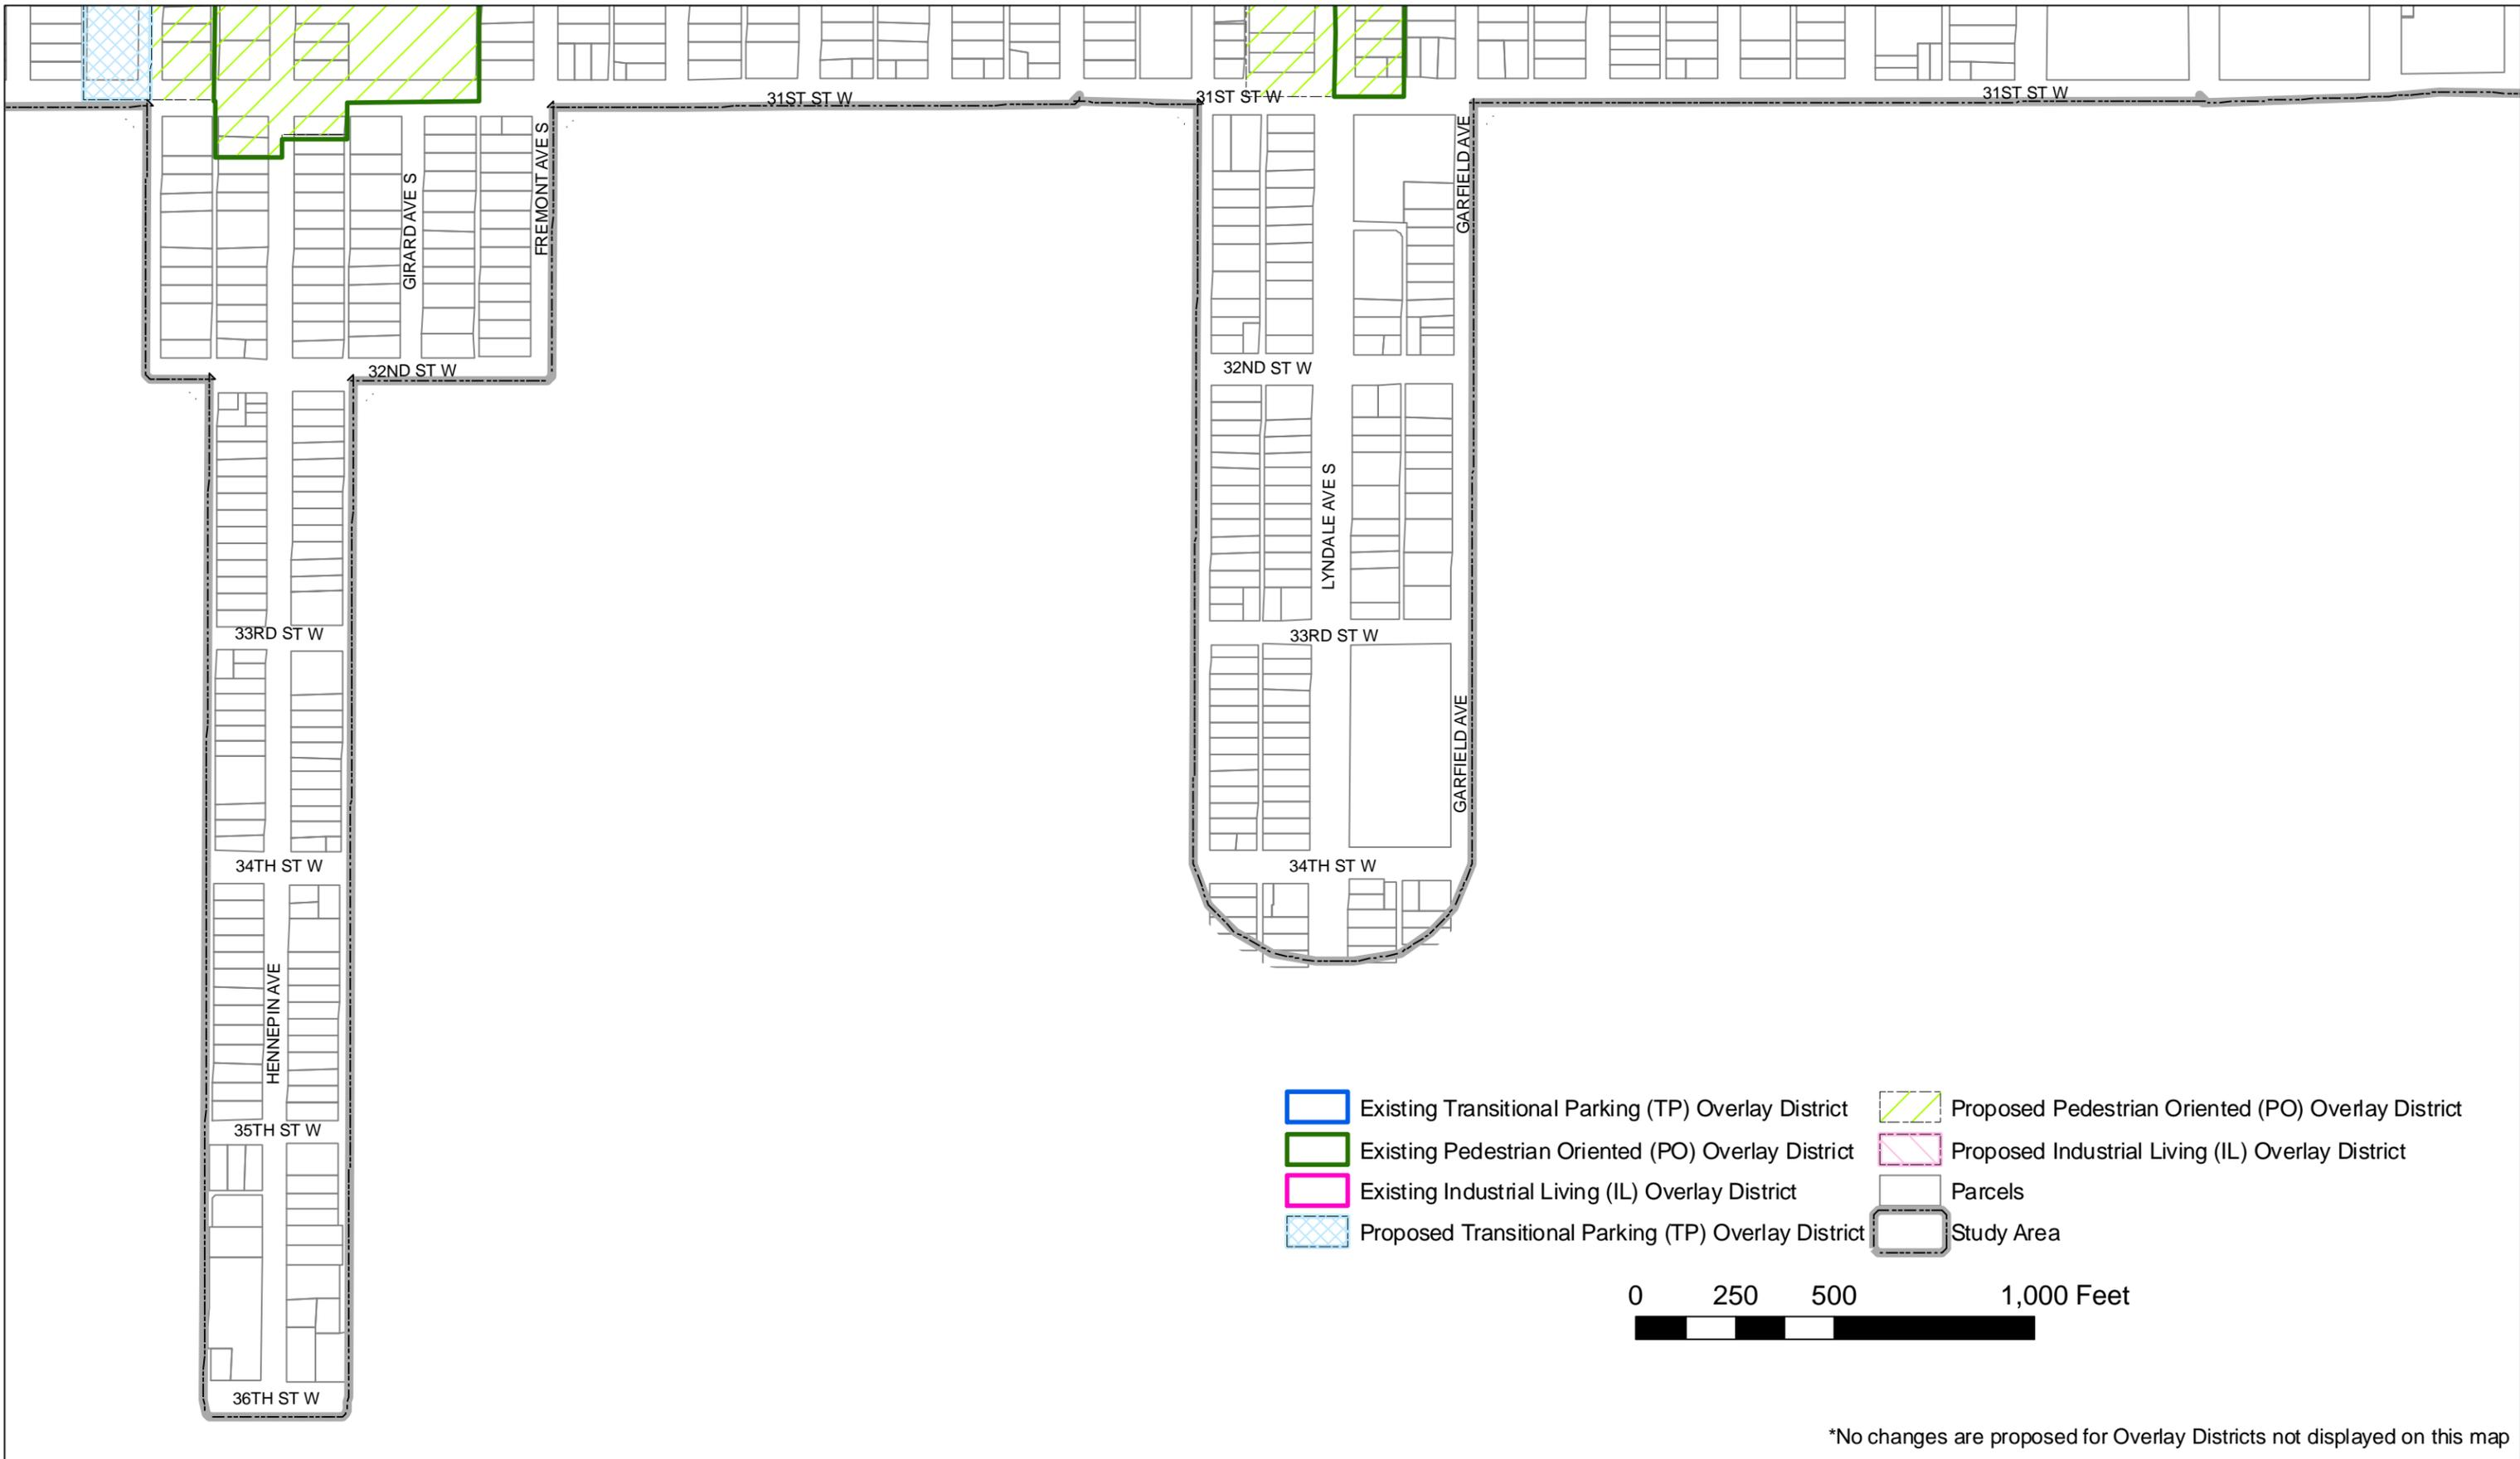 31ST ST W
31ST ST W
31ST ST W
FREMONT AVE S
GARFIELD AVE
GIRARD AVE S
32ND ST W
32ND ST W
LYNDALE AVE S
33RD ST W
33RD ST W
GARFIELD AVE
34TH ST W
34TH ST W
HENNEPIN AVE
35TH ST W
36TH ST W
Existing Transitional Parking (TP) Overlay District
Existing Pedestrian Oriented (PO) Overlay District
Existing Industrial Living (IL) Overlay District
Proposed Transitional Parking (TP) Overlay District
Proposed Pedestrian Oriented (PO) Overlay District
Proposed Industrial Living (IL) Overlay District
Parcels
Study Area
0 250 500 1,000 Feet
*No changes are proposed for Overlay Districts not displayed on this map